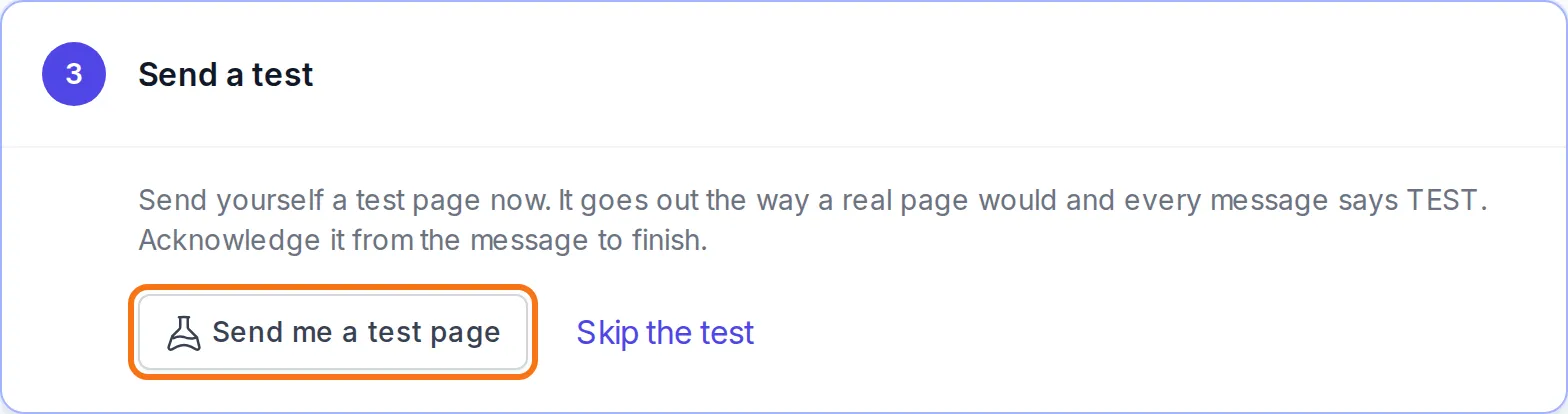 3
Send a test
Send yourself a test page now. It goes out the way a real page would and every message says TEST.
Acknowledge it from the message to finish.
Send me a test page
Skip the test